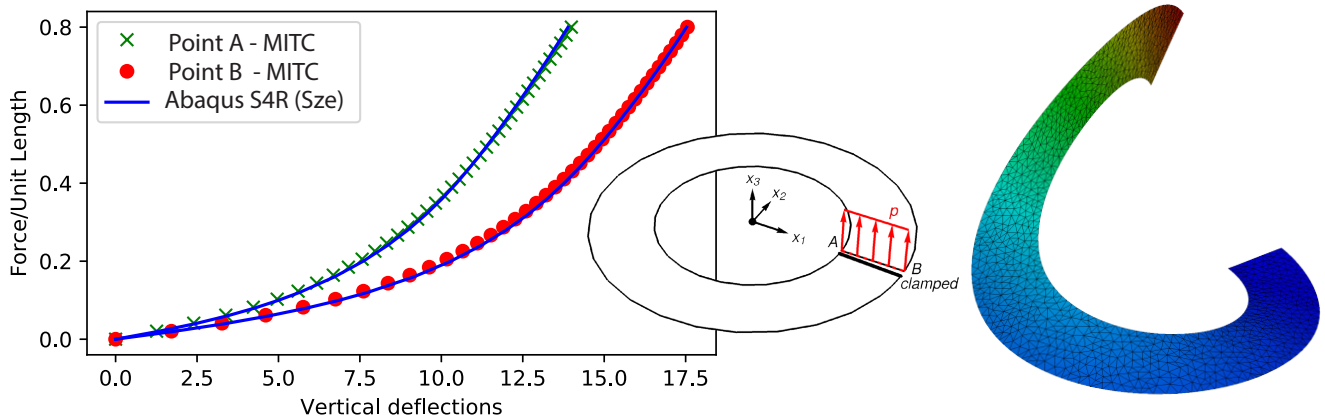 0.8
0.6
0.4
0.2
0.0
Force/Unit Length
Point A - MITC
Point B - MITC
Abaqus S4R (Sze)
0.0 2.5 5.0 7.5 10.0 12.5 15.0 17.5
Vertical deflections
x3
x2
x1
p
A
B
clamped